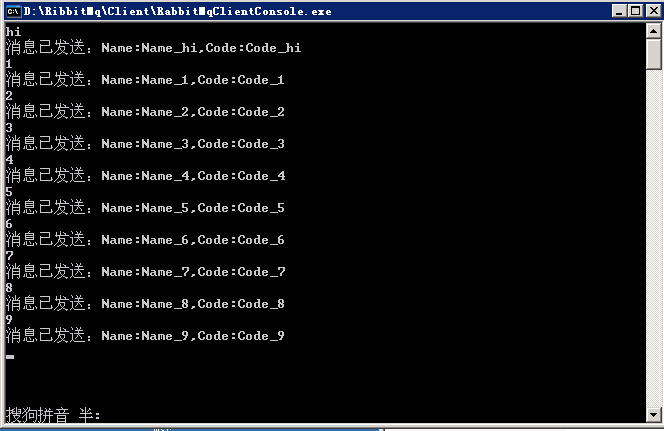 D:\RibbitMq\Client\RabbitMqClientConsole.exe
hi
消息已发送：Name:Name_hi,Code:Code_hi
1
消息已发送：Name:Name_1,Code:Code_1
2
消息已发送：Name:Name_2,Code:Code_2
3
消息已发送：Name:Name_3,Code:Code_3
4
消息已发送：Name:Name_4,Code:Code_4
5
消息已发送：Name:Name_5,Code:Code_5
6
消息已发送：Name:Name_6,Code:Code_6
7
消息已发送：Name:Name_7,Code:Code_7
8
消息已发送：Name:Name_8,Code:Code_8
9
消息已发送：Name:Name_9,Code:Code_9
搜狗拼音 半：